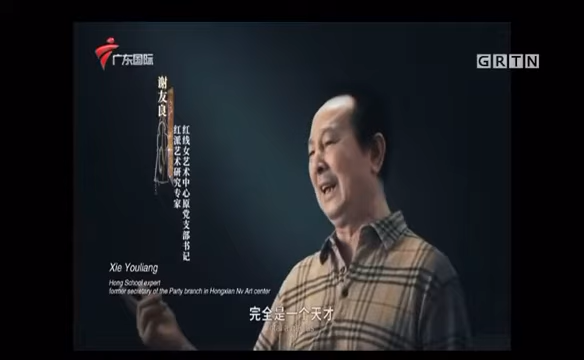 广东国际
GRTN
谢友良
红线女艺术中心原党支部书记
红派艺术研究专家
Xie Youliang
Hong School expert
former secretary of the Party branch in Hongxian Nv Art center
完全是一个天才